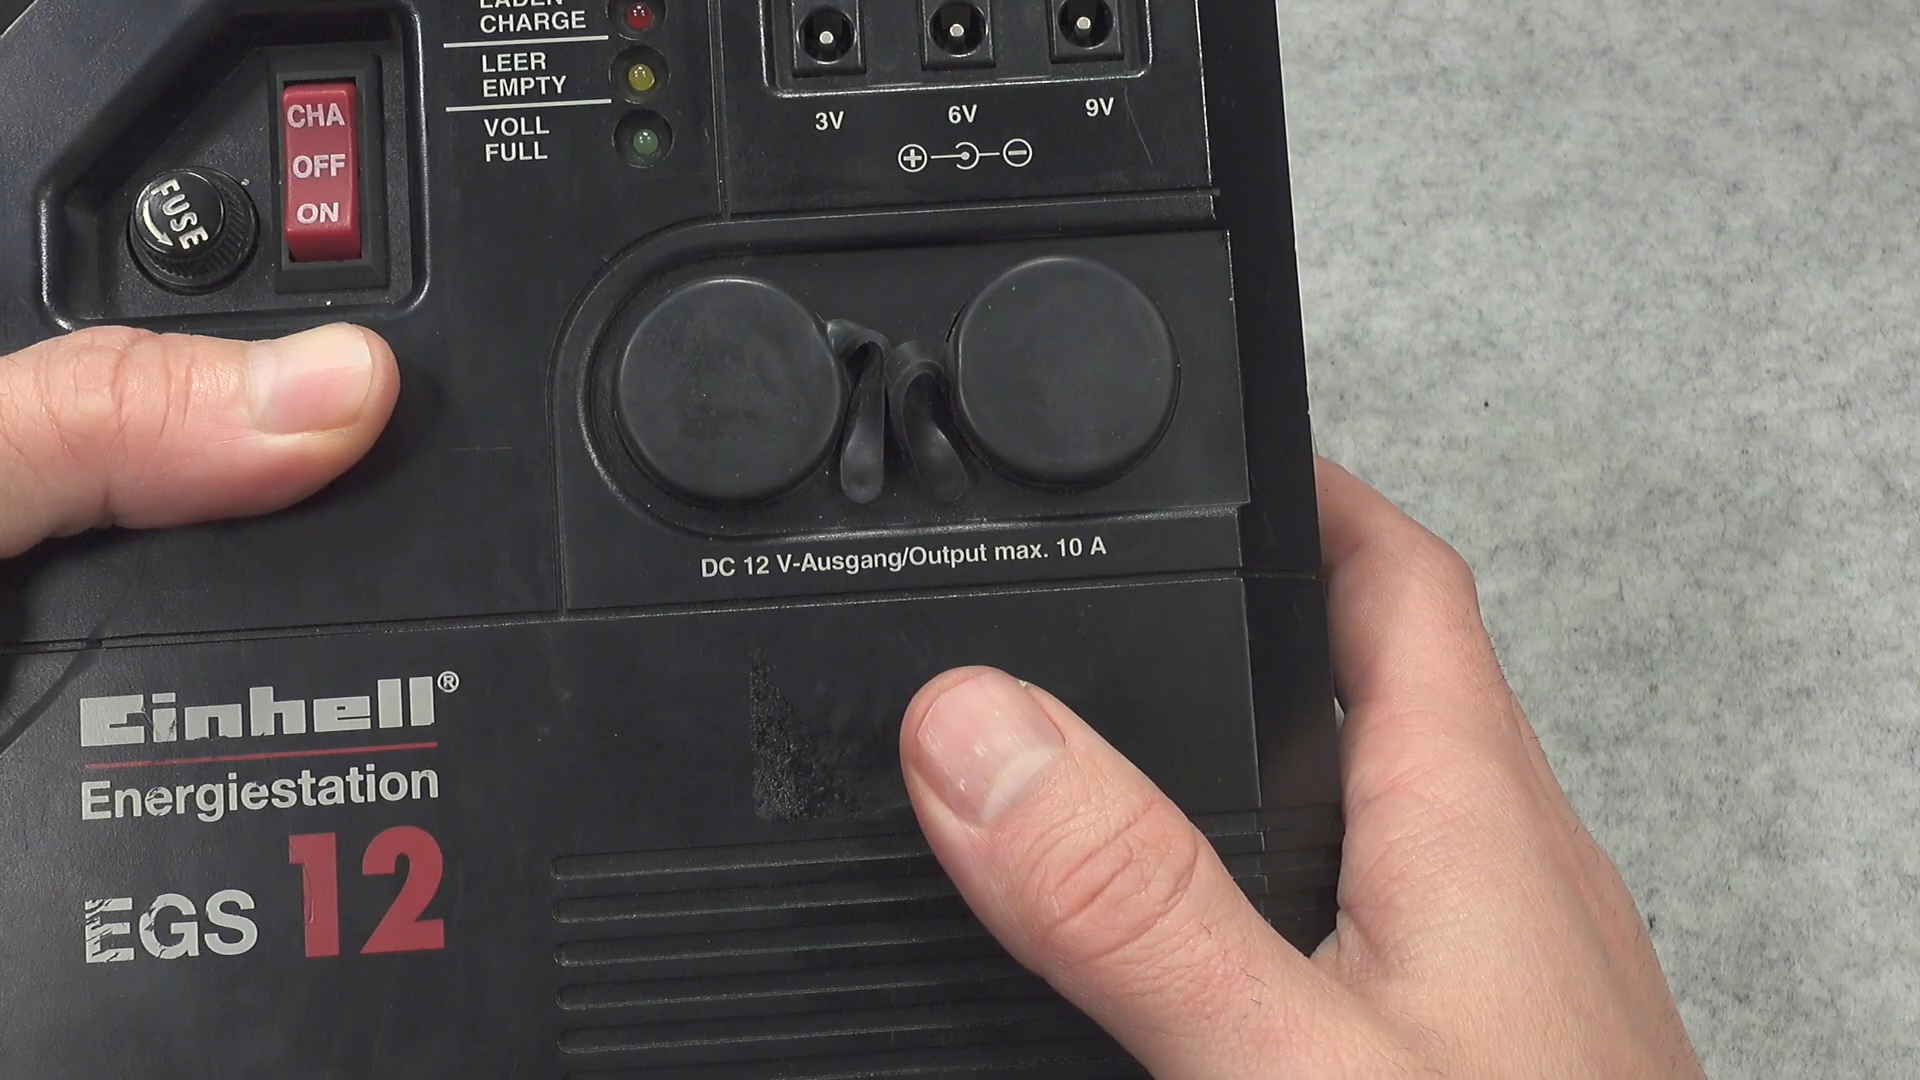 LADEN
CHARGE
LEER
EMPTY
VOLL
FULL
CHA
OFF
ON
FUSE
3V
6V
9V
DC 12 V-Ausgang/Output max. 10 A
Einhell®
Energiestation
EGS 12